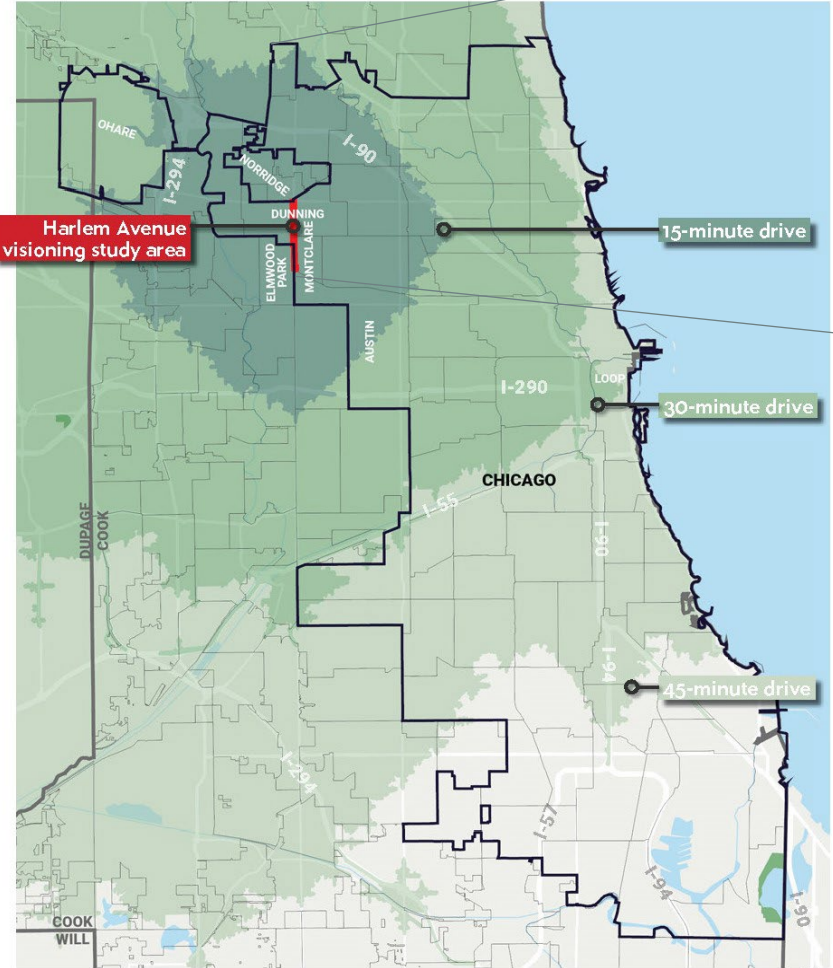 OHARE
I-294
NORRIDGE
I-90
Harlem Avenue
visioning study area
DUNNING
ELMWOOD
PARK
MONTCLARE
15-minute drive
AUSTIN
I-290
LOOP
30-minute drive
CHICAGO
I-55
DUPAGE
COOK
I-90
I-94
45-minute drive
I-294
I-57
I-94
I-90
COOK
WILL